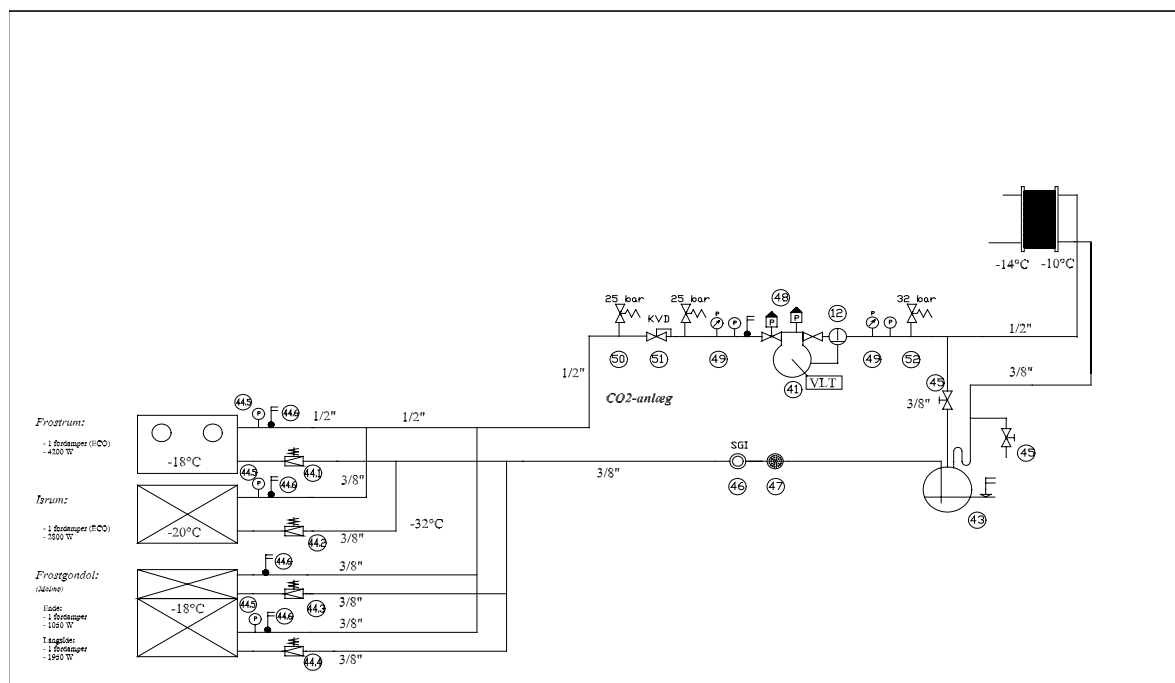 -14°C
-10°C
25 bar
25 bar
48
32 bar
12
KVD
P
P
P
P
P
P
50
51
49
41
VLT
49
52
1/2"
1/2"
3/8"
CO2-anlæg
45
3/8"
45
Frostrum:
- 1 fordamper (ECO)
- 4200 W
44.5
P
44.6
1/2"
1/2"
-18°C
44.1
SGI
46
47
3/8"
43
44.5
P
44.6
3/8"
Isrum:
- 1 fordamper (ECO)
- 2800 W
-20°C
44.2
3/8"
-32°C
Frostgondol:
(Malmo)
44.6
3/8"
44.3
3/8"
-18°C
44.5
P
44.6
3/8"
Ende:
- 1 fordamper
- 1050 W
Langside:
- 1 fordamper
- 1950 W
44.4
3/8"